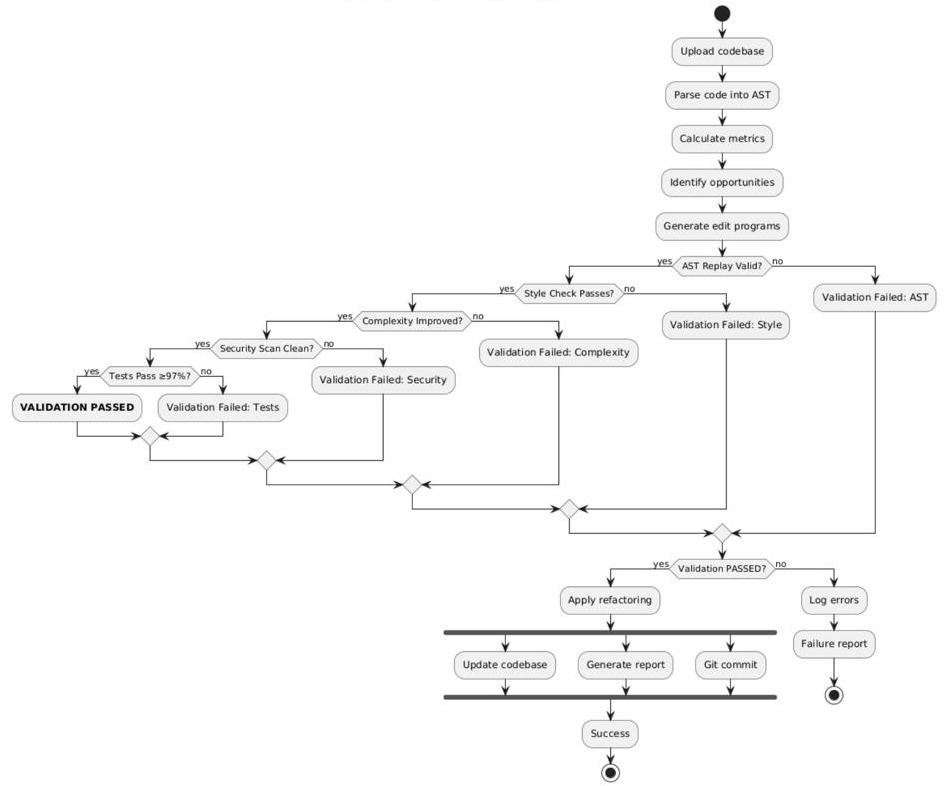 Upload codebase
Parse code into AST
Calculate metrics
Identify opportunities
Generate edit programs
yes
AST Replay Valid?
no
yes
Style Check Passes?
no
Validation Failed: AST
yes
Complexity Improved?
no
Validation Failed: Style
yes
Security Scan Clean?
no
Validation Failed: Complexity
yes
Tests Pass ≥97%?
no
Validation Failed: Security
VALIDATION PASSED
Validation Failed: Tests
yes
Validation PASSED?
no
Apply refactoring
Log errors
Failure report
Update codebase
Generate report
Git commit
Success